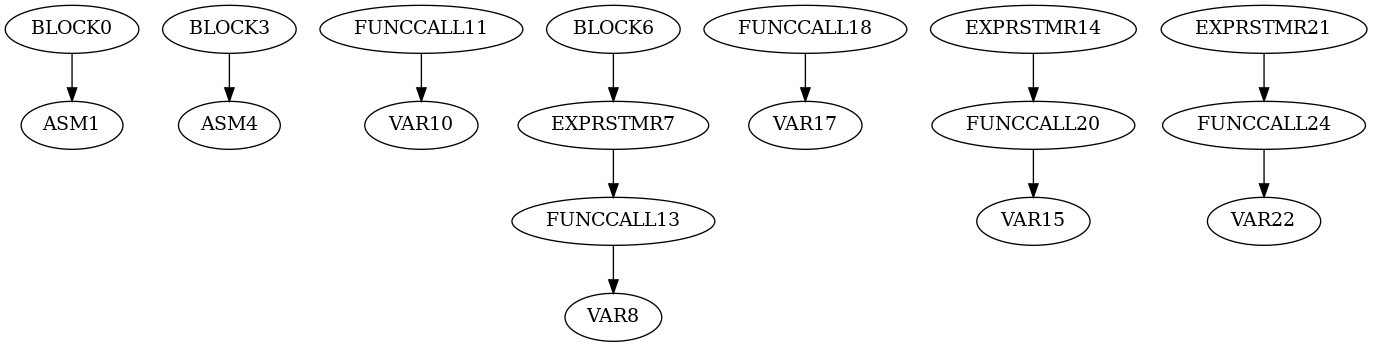 BLOCK0
BLOCK3
FUNCCALL11
BLOCK6
FUNCCALL18
EXPRSTMR14
EXPRSTMR21
ASM1
ASM4
VAR10
EXPRSTMR7
VAR17
FUNCCALL20
FUNCCALL24
FUNCCALL13
VAR15
VAR22
VAR8